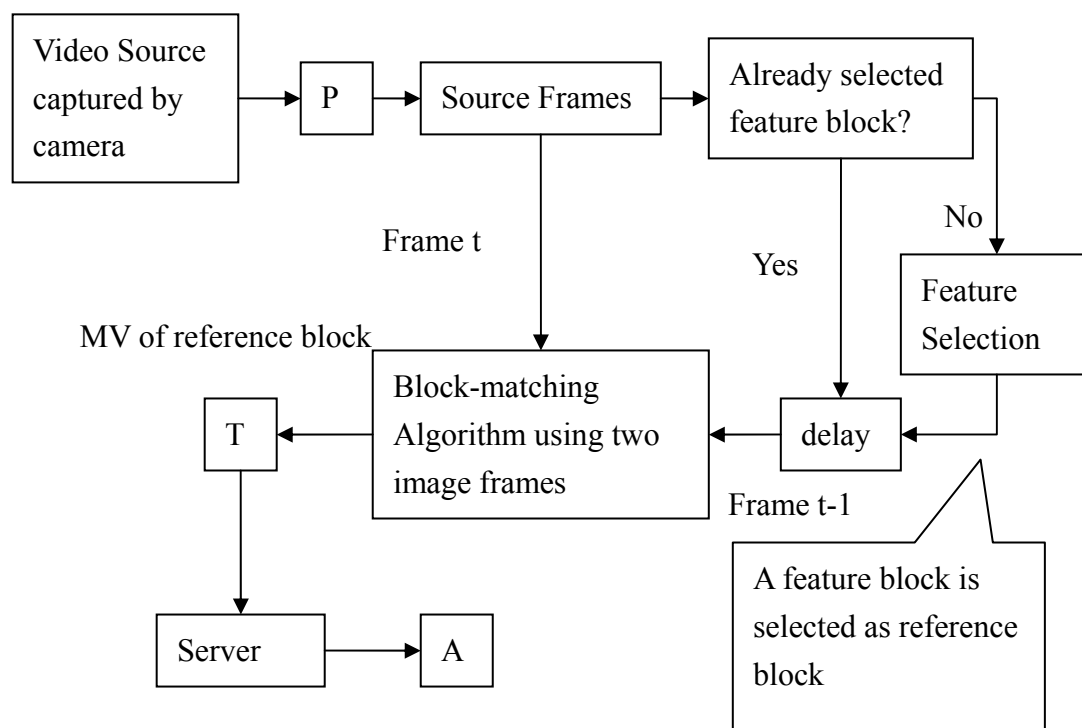 Video Source
captured by
camera
P
Source Frames
Already selected
feature block?
Frame t
Yes
No
Feature
Selection
MV of reference block
Block-matching
Algorithm using two
image frames
T
delay
Frame t-1
A feature block is
selected as reference
block
Server
A